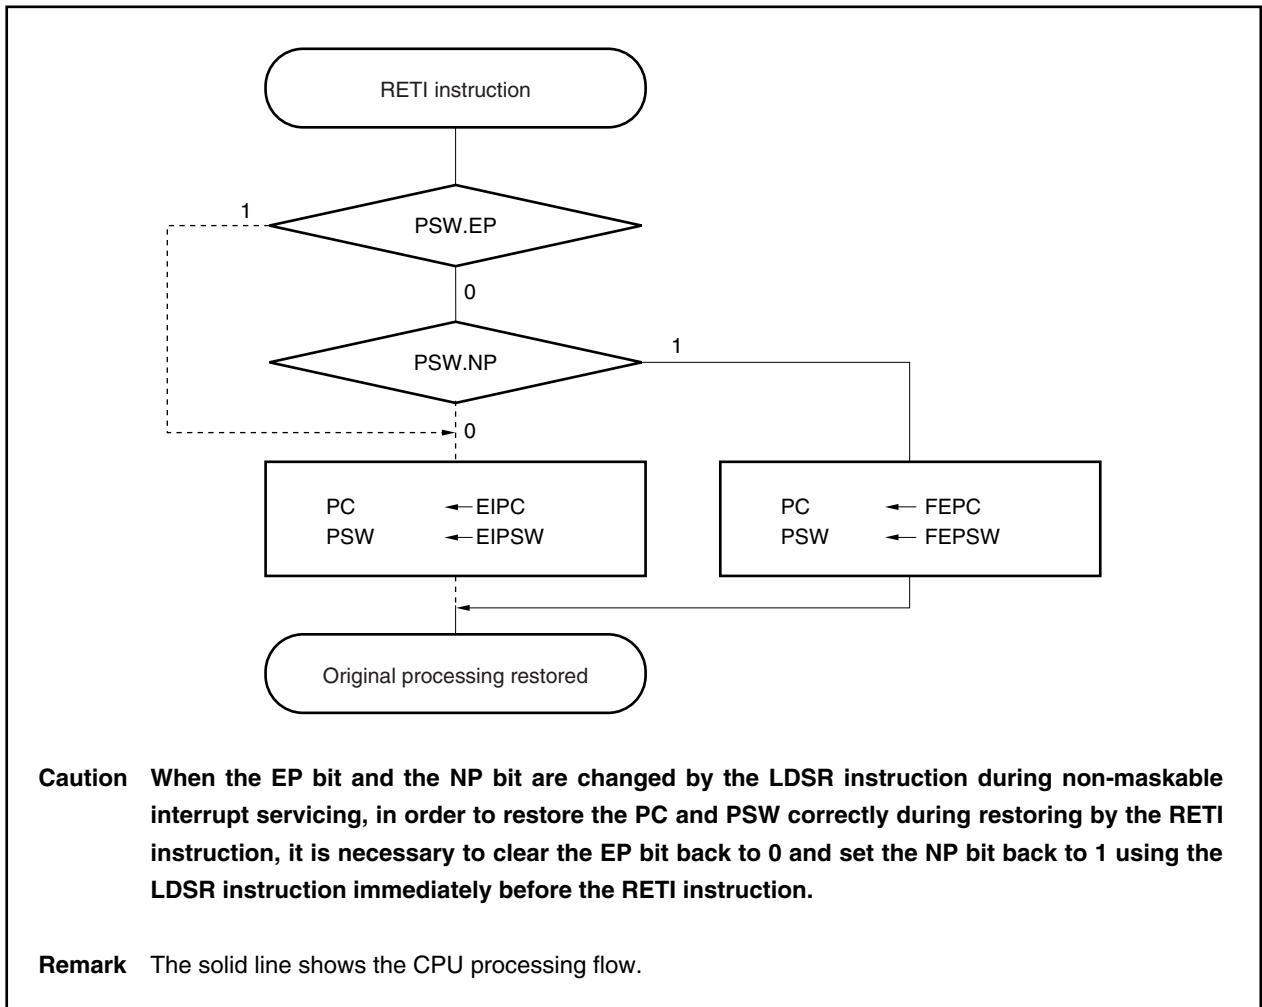 RETI instruction
1
PSW.EP
0
PSW.NP
1
0
PC ← EIPC
PSW ← EIPSW
PC ← FEPC
PSW ← FEPSW
Original processing restored
Caution When the EP bit and the NP bit are changed by the LDSR instruction during non-maskable
interrupt servicing, in order to restore the PC and PSW correctly during restoring by the RETI
instruction, it is necessary to clear the EP bit back to 0 and set the NP bit back to 1 using the
LDSR instruction immediately before the RETI instruction.
Remark The solid line shows the CPU processing flow.